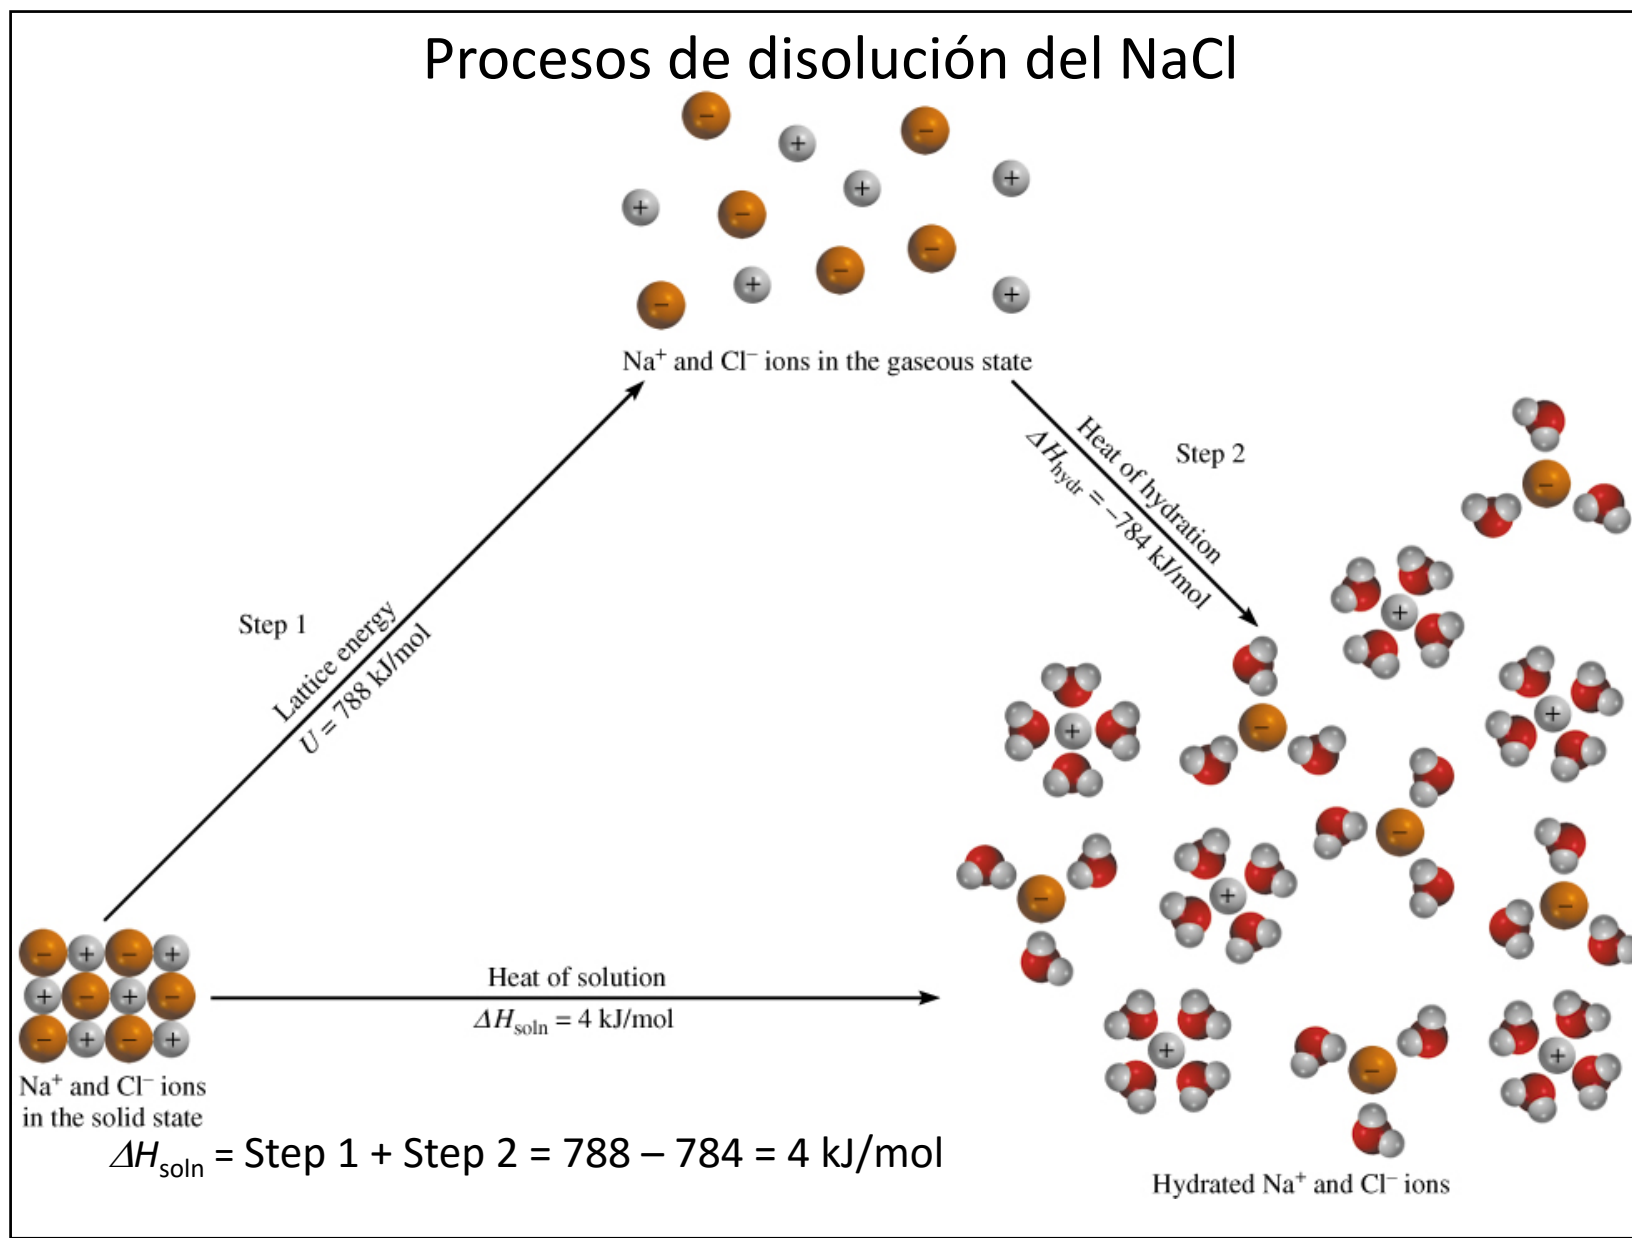 Procesos de disolución del NaCl
Na⁺ and Cl⁻ ions in the gaseous state
Step 1
Lattice energy
U = 788 kJ/mol
Heat of hydration
ΔHhydr = –784 kJ/mol
Step 2
Heat of solution
ΔHsoln = 4 kJ/mol
Na⁺ and Cl⁻ ions
in the solid state
ΔHsoln = Step 1 + Step 2 = 788 – 784 = 4 kJ/mol
Hydrated Na⁺ and Cl⁻ ions